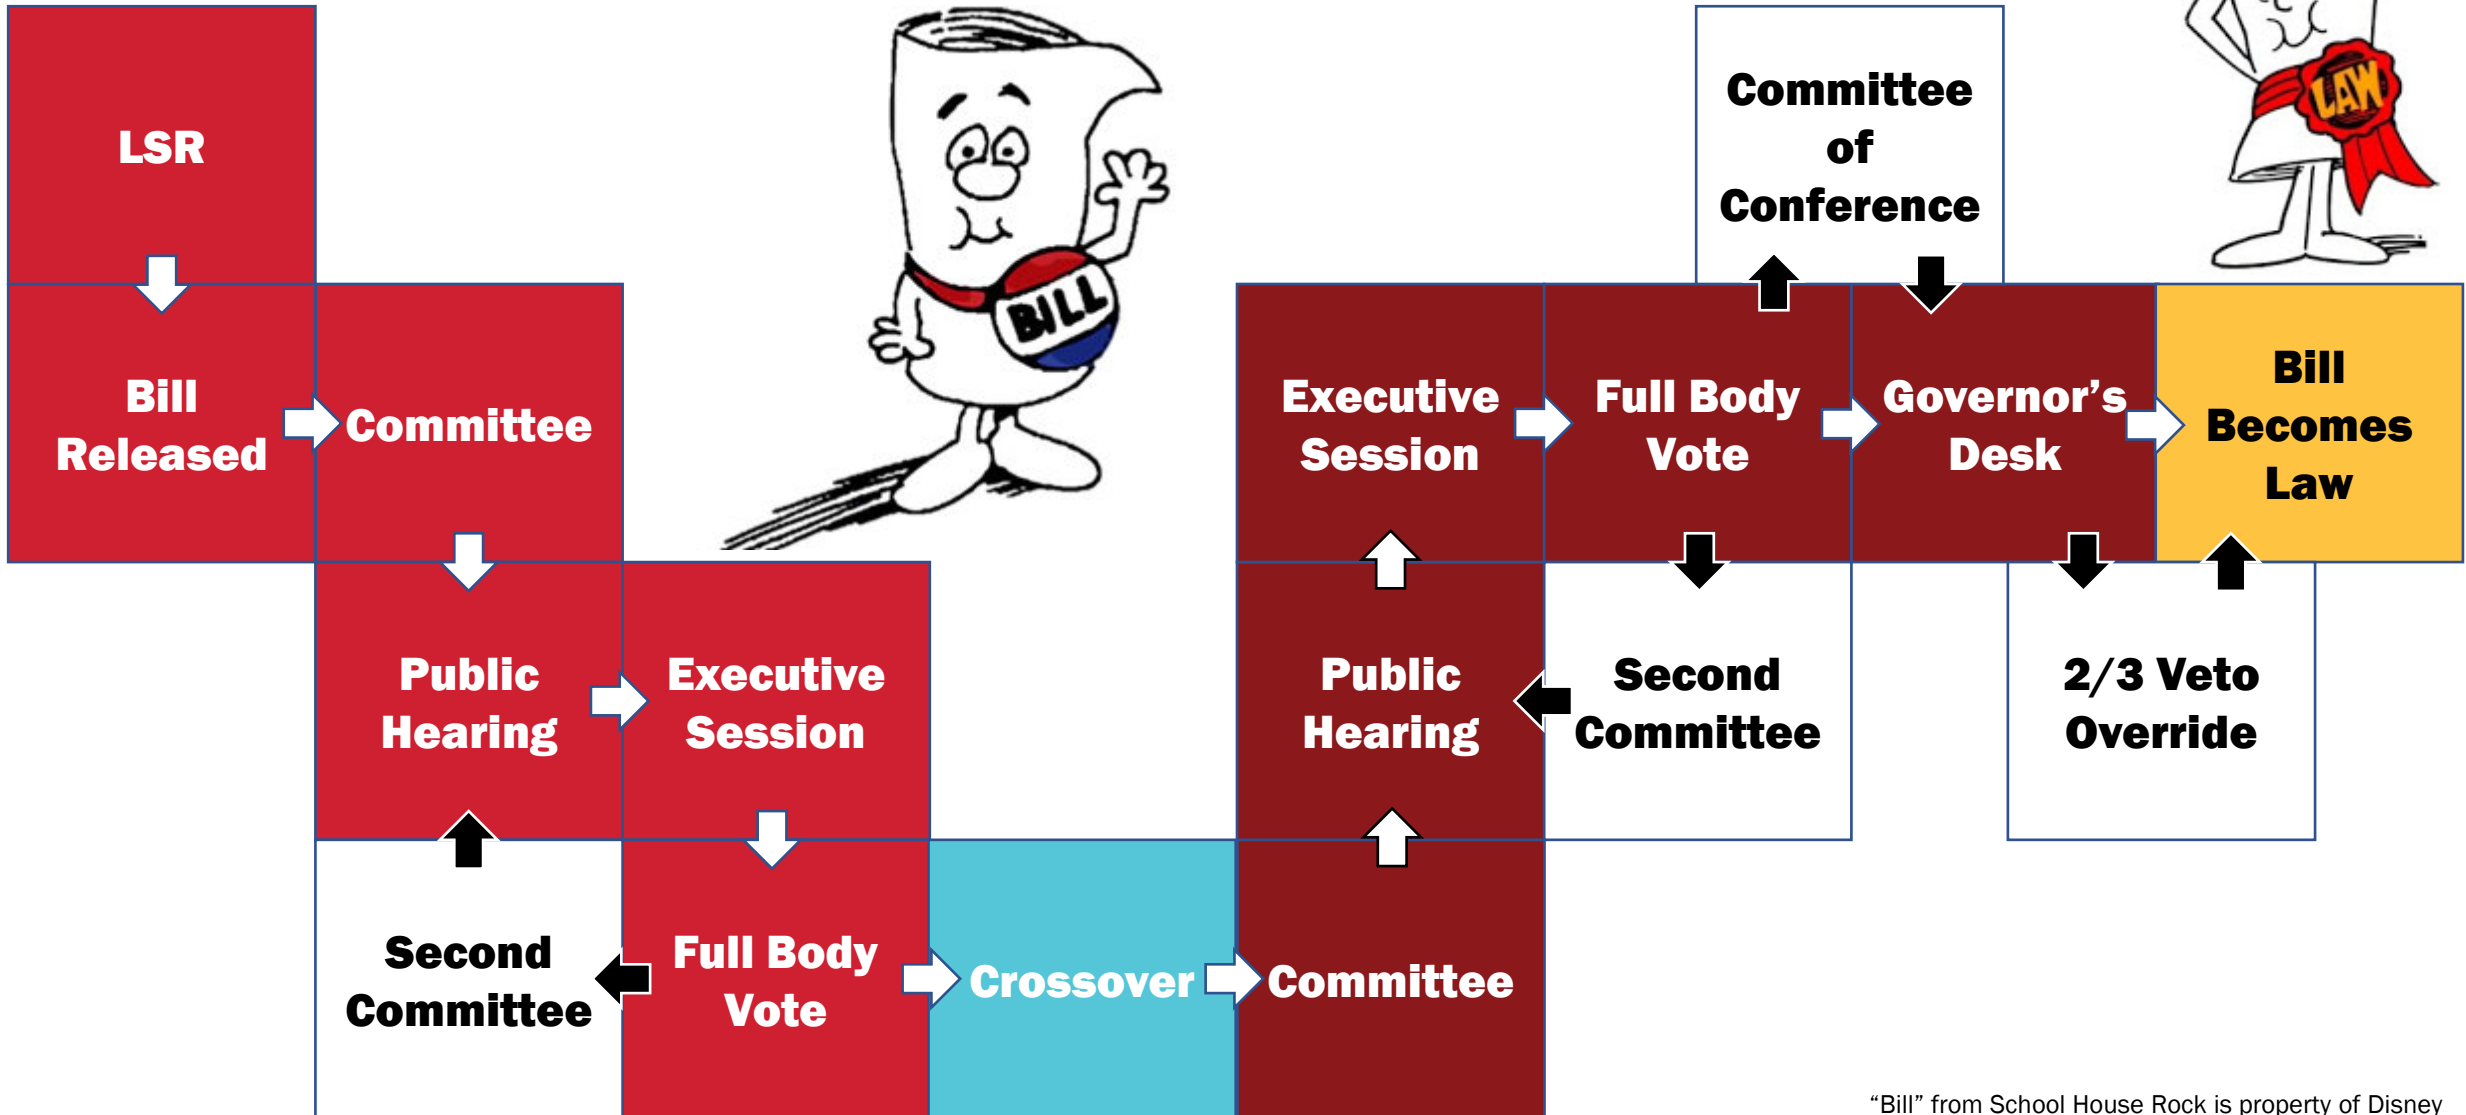 LSR
Bill
Released
Committee
Public
Hearing
Executive
Session
Second
Committee
Full Body
Vote
Crossover
Committee
Public
Hearing
Executive
Session
Full Body
Vote
Second
Committee
Committee
of
Conference
Governor’s
Desk
2/3 Veto
Override
Bill
Becomes
Law
BILL
LAW
“Bill” from School House Rock is property of Disney